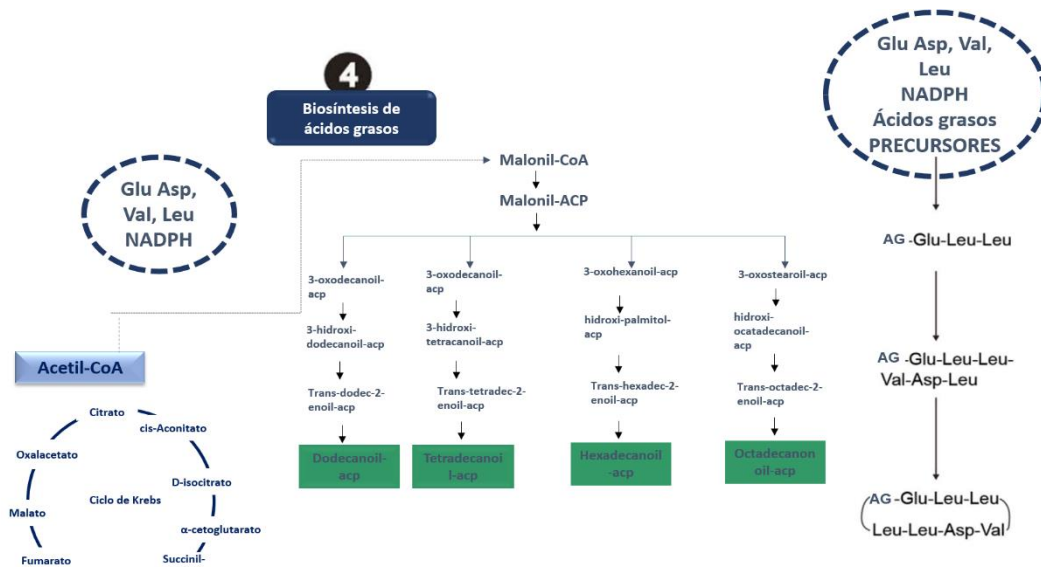 4
Biosíntesis de
ácidos grasos
Glu Asp,
Val, Leu
NADPH
Acetil-CoA
Citrato
cis-Aconitato
Oxalacetato
D-isocitrato
Ciclo de Krebs
Malato
α-cetoglutarato
Fumarato
Succinil-
Malonil-CoA
Malonil-ACP
3-oxodecanoil-
acp
3-hidroxi-
dodecanoil-acp
Trans-dodec-2-
enoil-acp
Dodecanoil-
acp
3-oxodecanoil-
acp
3-hidroxi-
tetracanoil-acp
Trans-tetradec-2-
enoil-acp
Tetradecanoi
l-acp
3-oxohexanoil-acp
hidroxi-palmitol-
acp
Trans-hexadec-2-
enoil-acp
Hexadecanoil
-acp
3-oxostearoil-acp
hidroxi-
ocatadecanoil-
acp
Trans-octadec-2-
enoil-acp
Octadecanon
oil-acp
Glu Asp, Val,
Leu
NADPH
Ácidos grasos
PRECURSORES
AG -Glu-Leu-Leu
AG -Glu-Leu-Leu-
Val-Asp-Leu
AG -Glu-Leu-Leu
Leu-Leu-Asp-Val